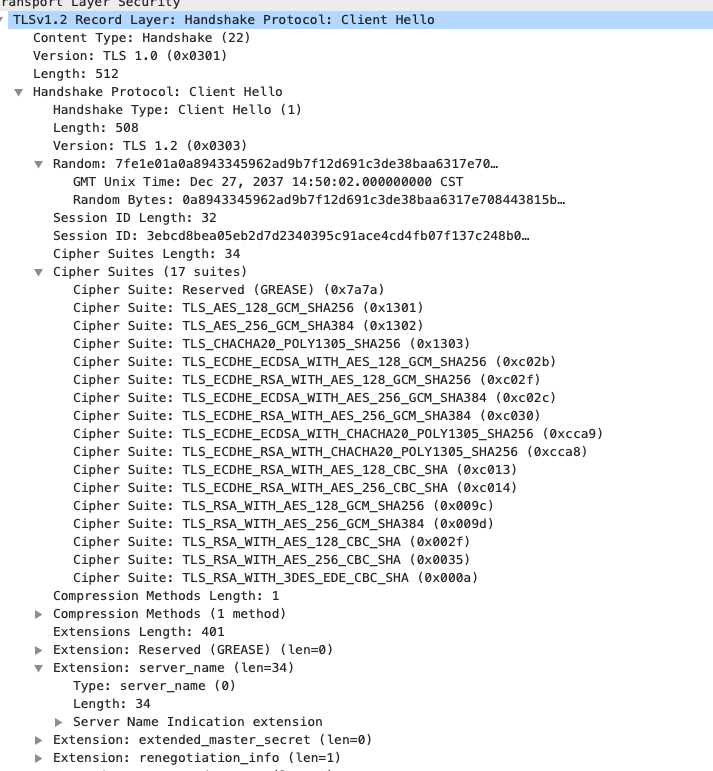 ransport Layer Security
TLSv1.2 Record Layer: Handshake Protocol: Client Hello
Content Type: Handshake (22)
Version: TLS 1.0 (0x0301)
Length: 512
Handshake Protocol: Client Hello
Handshake Type: Client Hello (1)
Length: 508
Version: TLS 1.2 (0x0303)
Random: 7fe1e01a0a8943345962ad9b7f12d691c3de38baa6317e70…
GMT Unix Time: Dec 27, 2037 14:50:02.000000000 CST
Random Bytes: 0a8943345962ad9b7f12d691c3de38baa6317e708443815b…
Session ID Length: 32
Session ID: 3ebcd8bea05eb2d7d2340395c91ace4cd4fb07f137c248b0…
Cipher Suites Length: 34
Cipher Suites (17 suites)
Cipher Suite: Reserved (GREASE) (0x7a7a)
Cipher Suite: TLS_AES_128_GCM_SHA256 (0x1301)
Cipher Suite: TLS_AES_256_GCM_SHA384 (0x1302)
Cipher Suite: TLS_CHACHA20_POLY1305_SHA256 (0x1303)
Cipher Suite: TLS_ECDHE_ECDSA_WITH_AES_128_GCM_SHA256 (0xc02b)
Cipher Suite: TLS_ECDHE_RSA_WITH_AES_128_GCM_SHA256 (0xc02f)
Cipher Suite: TLS_ECDHE_ECDSA_WITH_AES_256_GCM_SHA384 (0xc02c)
Cipher Suite: TLS_ECDHE_RSA_WITH_AES_256_GCM_SHA384 (0xc030)
Cipher Suite: TLS_ECDHE_ECDSA_WITH_CHACHA20_POLY1305_SHA256 (0xcca9)
Cipher Suite: TLS_ECDHE_RSA_WITH_CHACHA20_POLY1305_SHA256 (0xcca8)
Cipher Suite: TLS_ECDHE_RSA_WITH_AES_128_CBC_SHA (0xc013)
Cipher Suite: TLS_ECDHE_RSA_WITH_AES_256_CBC_SHA (0xc014)
Cipher Suite: TLS_RSA_WITH_AES_128_GCM_SHA256 (0x009c)
Cipher Suite: TLS_RSA_WITH_AES_256_GCM_SHA384 (0x009d)
Cipher Suite: TLS_RSA_WITH_AES_128_CBC_SHA (0x002f)
Cipher Suite: TLS_RSA_WITH_AES_256_CBC_SHA (0x0035)
Cipher Suite: TLS_RSA_WITH_3DES_EDE_CBC_SHA (0x000a)
Compression Methods Length: 1
Compression Methods (1 method)
Extensions Length: 401
Extension: Reserved (GREASE) (len=0)
Extension: server_name (len=34)
Type: server_name (0)
Length: 34
Server Name Indication extension
Extension: extended_master_secret (len=0)
Extension: renegotiation_info (len=1)